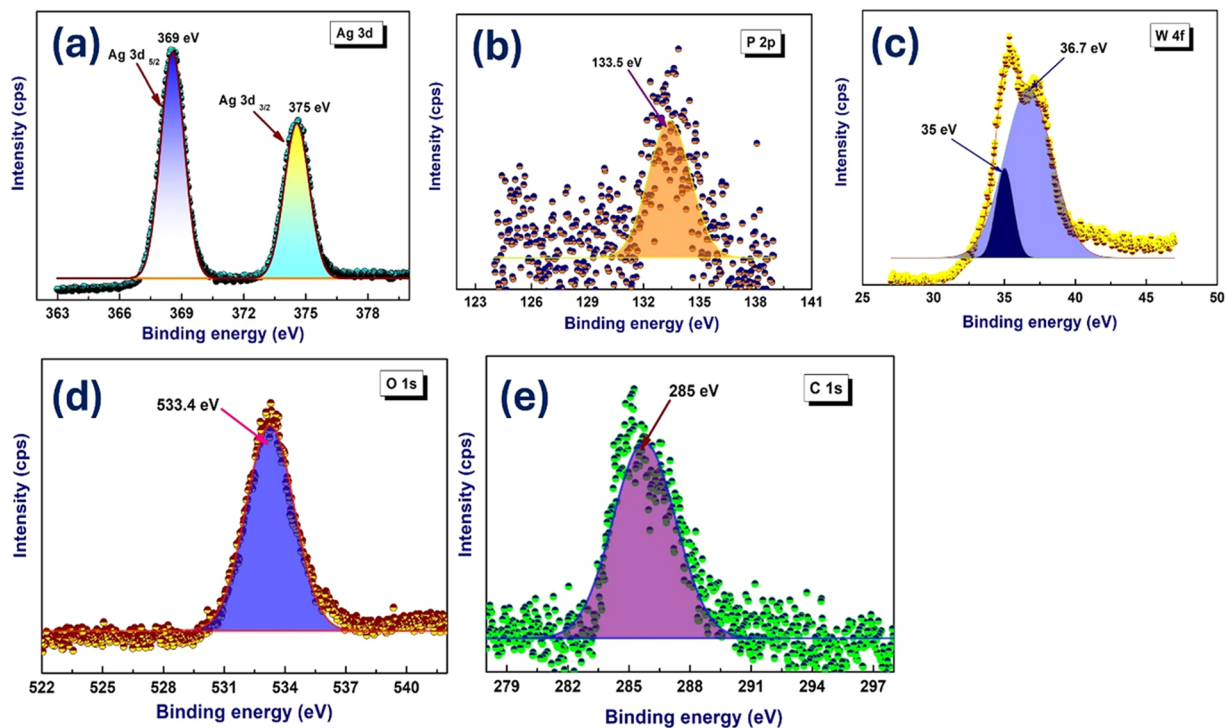 (a)
Ag 3d
369 eV
Ag 3d 5/2
375 eV
Ag 3d 3/2
Intensity (cps)
363 366 369 372 375 378
Binding energy (eV)
(b)
P 2p
133.5 eV
Intensity (cps)
123 126 129 132 135 138 141
Binding energy (eV)
(c)
W 4f
36.7 eV
35 eV
Intensity (cps)
25 30 35 40 45 50
Binding energy (eV)
(d)
O 1s
533.4 eV
Intensity (cps)
522 525 528 531 534 537 540
Binding energy (eV)
(e)
C 1s
285 eV
Intensity (cps)
279 282 285 288 291 294 297
Binding energy (eV)